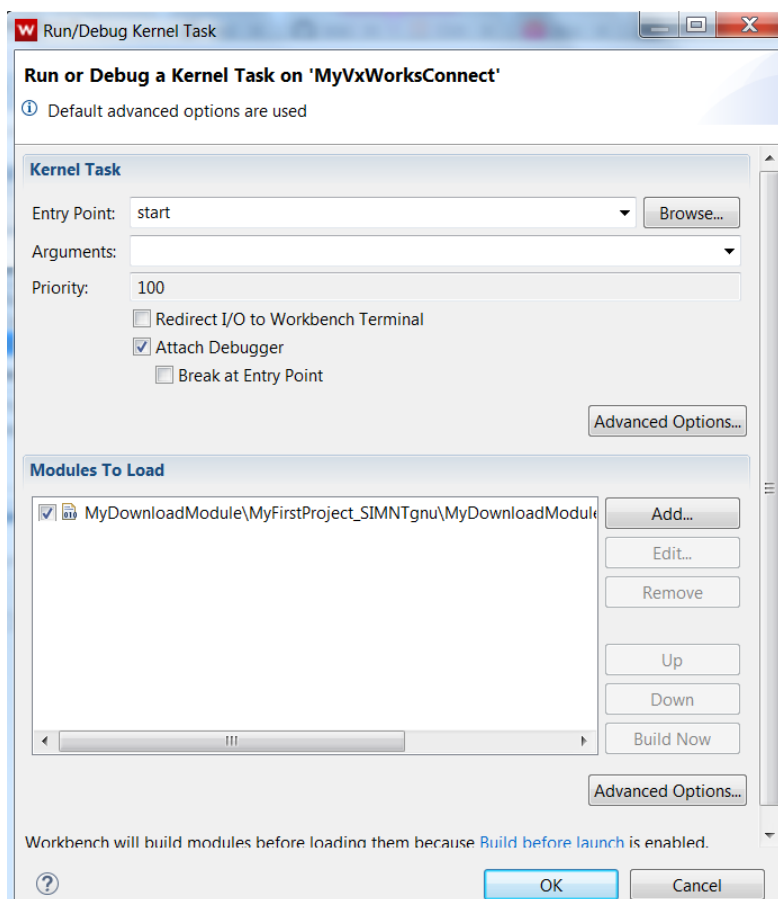 Run/Debug Kernel Task
Run or Debug a Kernel Task on 'MyVxWorksConnect'
Default advanced options are used
Kernel Task
Entry Point: start Browse...
Arguments:
Priority: 100
Redirect I/O to Workbench Terminal
Attach Debugger
Break at Entry Point
Advanced Options...
Modules To Load
MyDownloadModule\MyFirstProject_SIMNTgnu\MyDownloadModule Add...
Edit...
Remove
Up
Down
Build Now
Advanced Options...
Workbench will build modules before loading them because Build before launch is enabled.
? OK Cancel